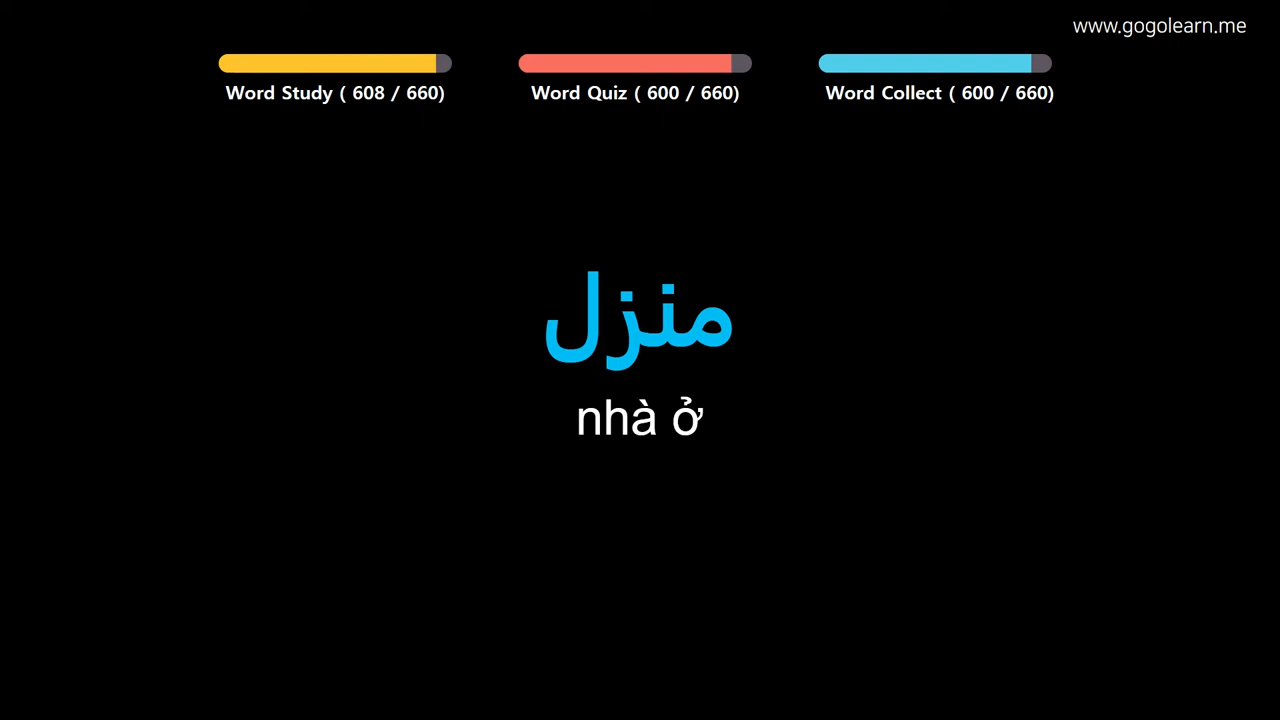 www.gogolearn.me
Word Study ( 608 / 660)
Word Quiz ( 600 / 660)
Word Collect ( 600 / 660)
منزل
nhà ở